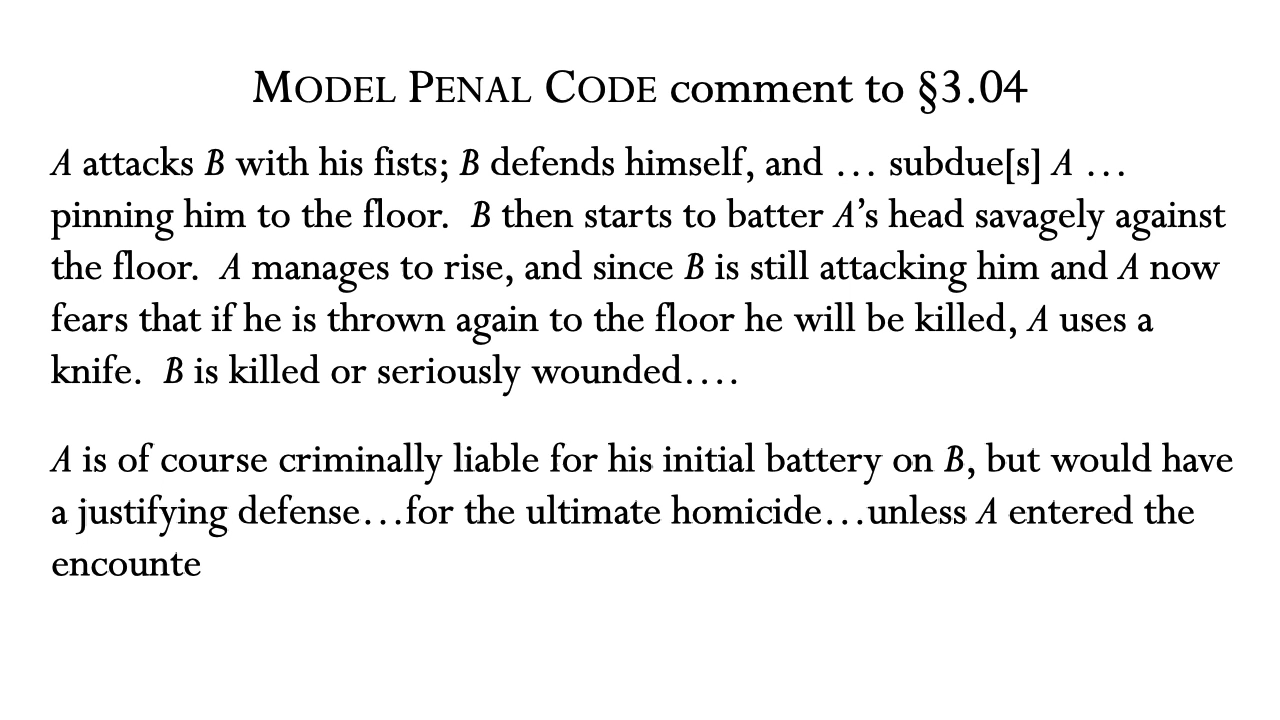 MODEL PENAL CODE comment to §3.04
A attacks B with his fists; B defends himself, and … subdue[s] A …
pinning him to the floor.  B then starts to batter A’s head savagely against
the floor.  A manages to rise, and since B is still attacking him and A now
fears that if he is thrown again to the floor he will be killed, A uses a
knife.  B is killed or seriously wounded….
A is of course criminally liable for his initial battery on B, but would have
a justifying defense…for the ultimate homicide…unless A entered the
encounte